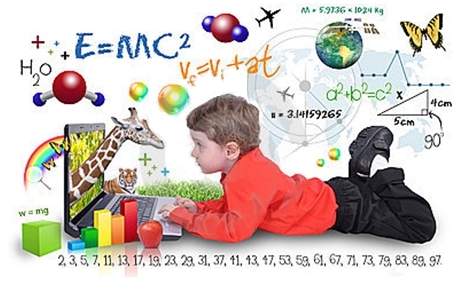 M = 5.9736 x 1024 kg
E=MC²
H₂O
Vf=Vi+at
a²+b²=c²
x
4cm
5cm
90°
= 3.14159265
w = mg
2, 3, 5, 7, 11, 13, 17, 19, 23, 29, 31, 37, 41, 43, 47, 53, 59, 61, 67, 71, 73, 79, 83, 89, 97.